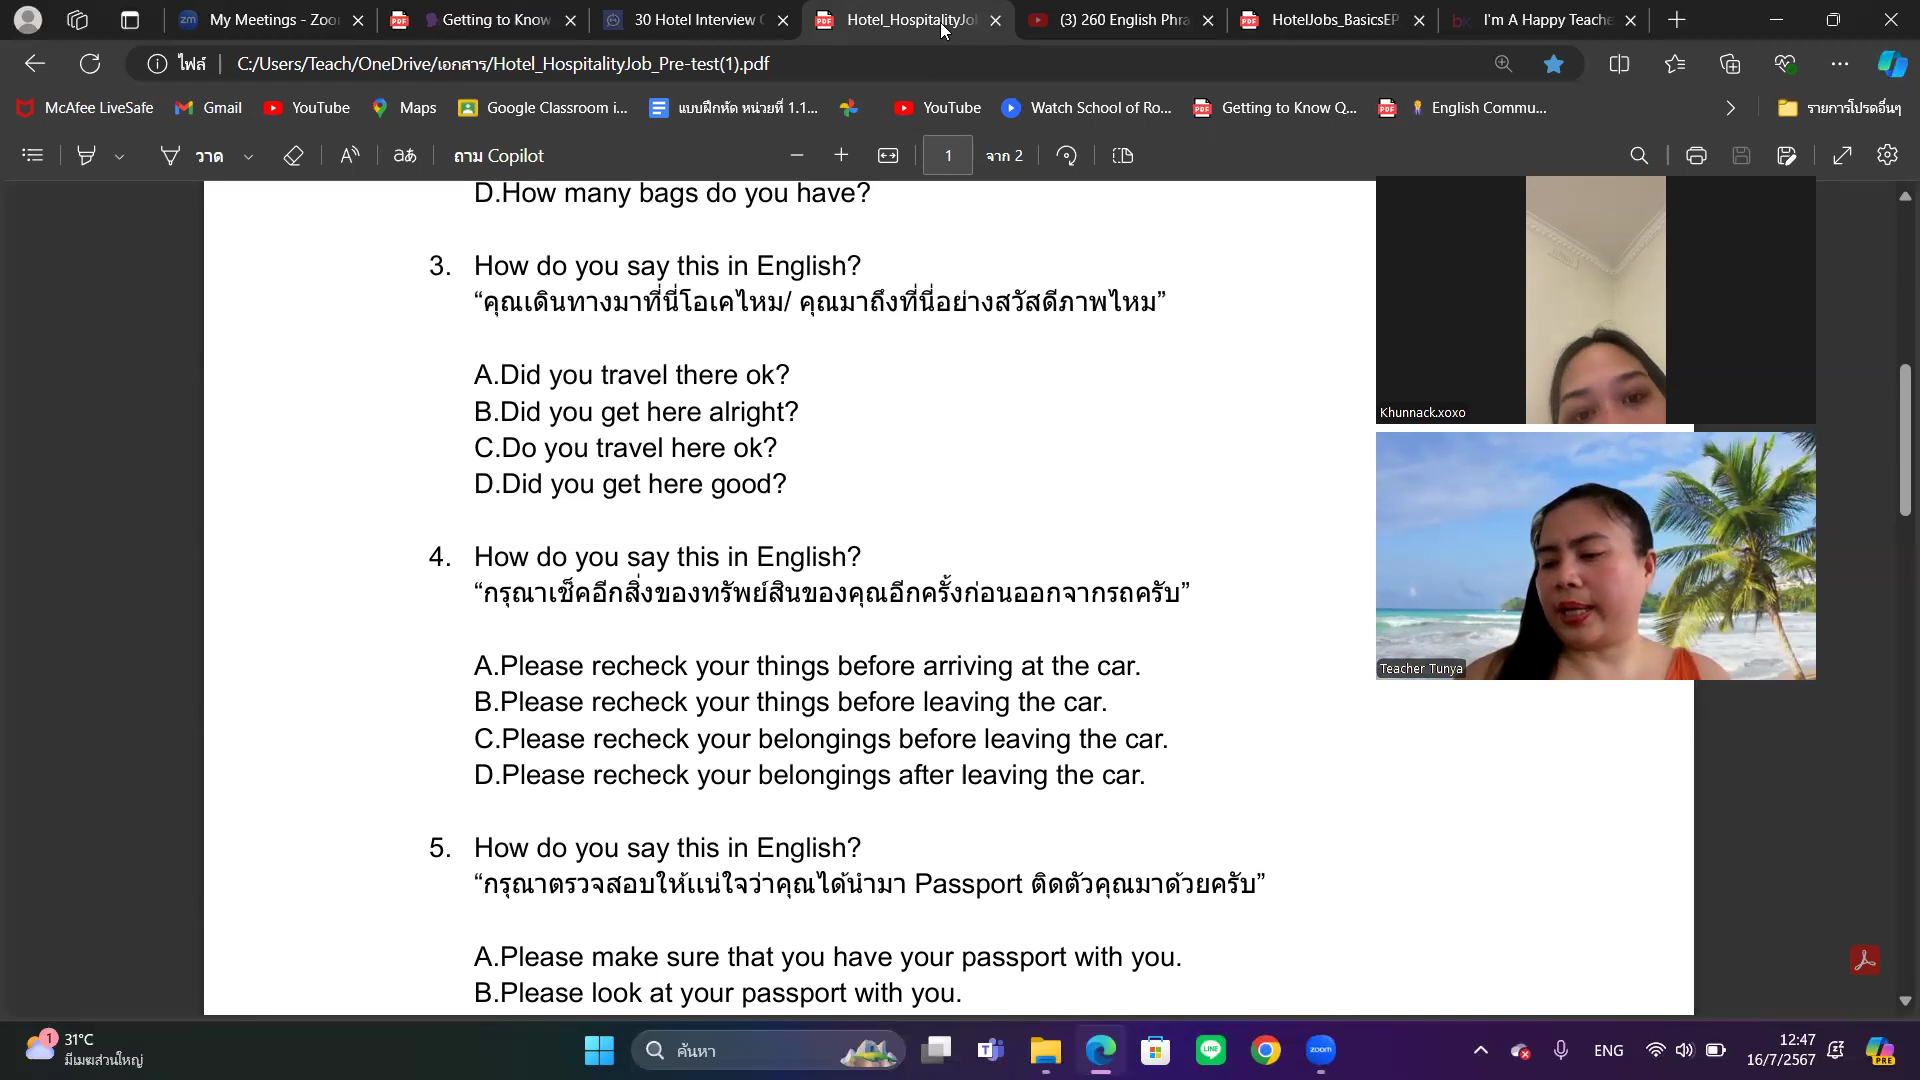 My Meetings - Zoo
Getting to Know
30 Hotel Interview
Hotel_HospitalityJo
(3) 260 English Phra
HotelJobs_BasicsEP
I'm A Happy Teache
ไฟล์
C:/Users/Teach/OneDrive/เอกสาร/Hotel_HospitalityJob_Pre-test(1).pdf
McAfee LiveSafe
Gmail
YouTube
Maps
Google Classroom i...
แบบฝึกหัด หน่วยที่ 1.1...
YouTube
Watch School of Ro...
Getting to Know Q...
English Commu...
รายการโปรดอื่นๆ
วาด
aあ
ถาม Copilot
1
จาก 2
D.How many bags do you have?
3. How do you say this in English?
“คุณเดินทางมาที่นี่โอเคไหม/ คุณมาถึงที่นี่อย่างสวัสดีภาพไหม”
A.Did you travel there ok?
B.Did you get here alright?
C.Do you travel here ok?
D.Did you get here good?
4. How do you say this in English?
“กรุณาเช็คอีกสิ่งของทรัพย์สินของคุณอีกครั้งก่อนออกจากรถครับ”
A.Please recheck your things before arriving at the car.
B.Please recheck your things before leaving the car.
C.Please recheck your belongings before leaving the car.
D.Please recheck your belongings after leaving the car.
5. How do you say this in English?
“กรุณาตรวจสอบให้แน่ใจว่าคุณได้นำมา Passport ติดตัวคุณมาด้วยครับ”
A.Please make sure that you have your passport with you.
B.Please look at your passport with you.
Khunnack.xoxo
Teacher Tunya
1
31°C
มีเมฆส่วนใหญ่
ค้นหา
LINE
zoom
ENG
12:47
16/7/2567
PRE